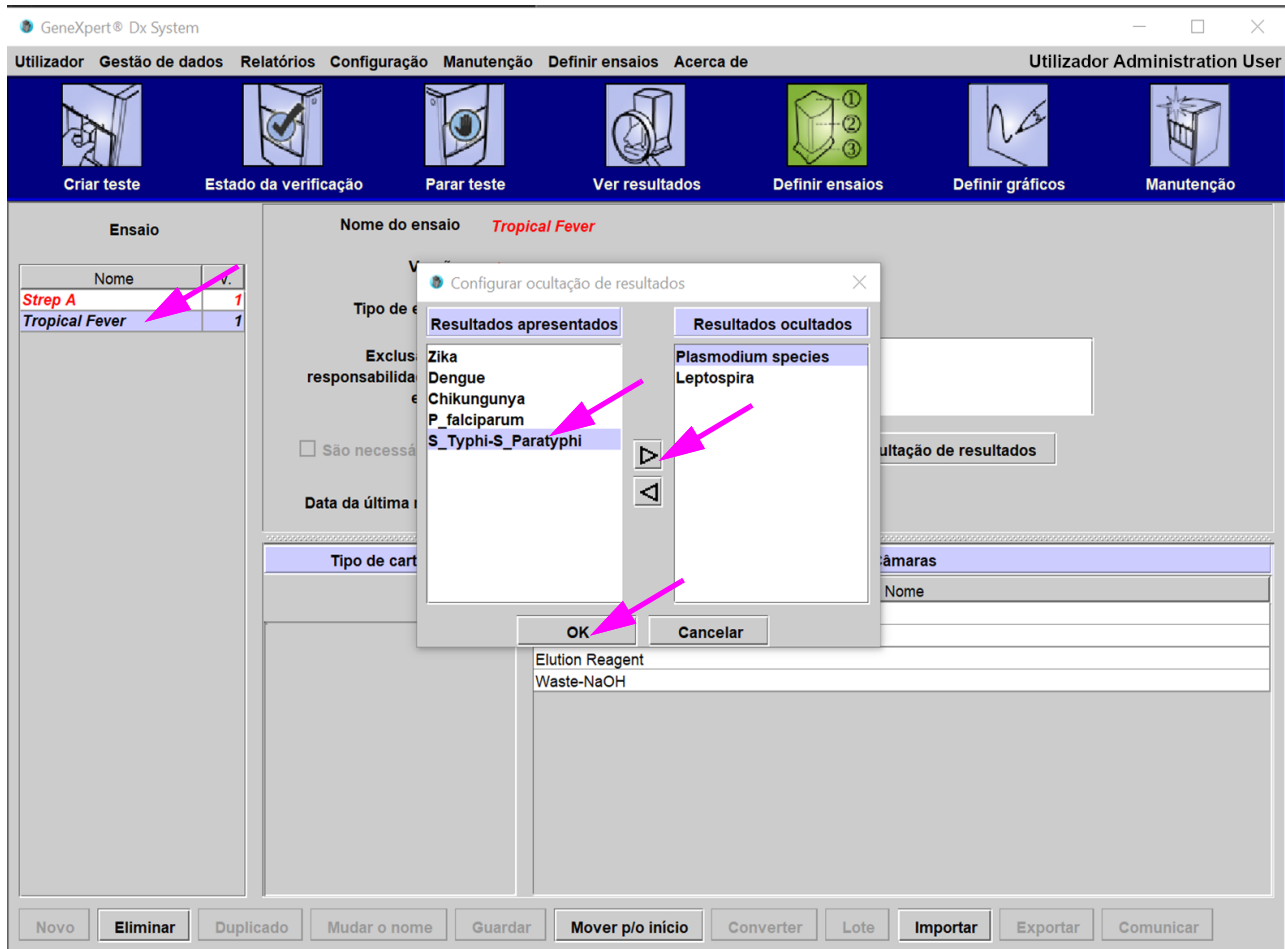 GeneXpert® Dx System
Utilizador Gestão de dados Relatórios Configuração Manutenção Definir ensaios Acerca de Utilizador Administration User
Criar teste Estado da verificação Parar teste Ver resultados Definir ensaios Definir gráficos Manutenção
Ensaio
Nome V.
Strep A 1
Tropical Fever 1
Nome do ensaio Tropical Fever
Tipo de
Exclus
responsabilida
São necessá
Data da última
ultação de resultados
Configurar ocultação de resultados
Resultados apresentados
Zika
Dengue
Chikungunya
P_falciparum
S_Typhi-S_Paratyphi
Resultados ocultados
Plasmodium species
Leptospira
OK Cancelar
Tipo de cart
âmaras
Nome
Elution Reagent
Waste-NaOH
Novo Eliminar Duplicado Mudar o nome Guardar Mover p/o início Converter Lote Importar Exportar Comunicar